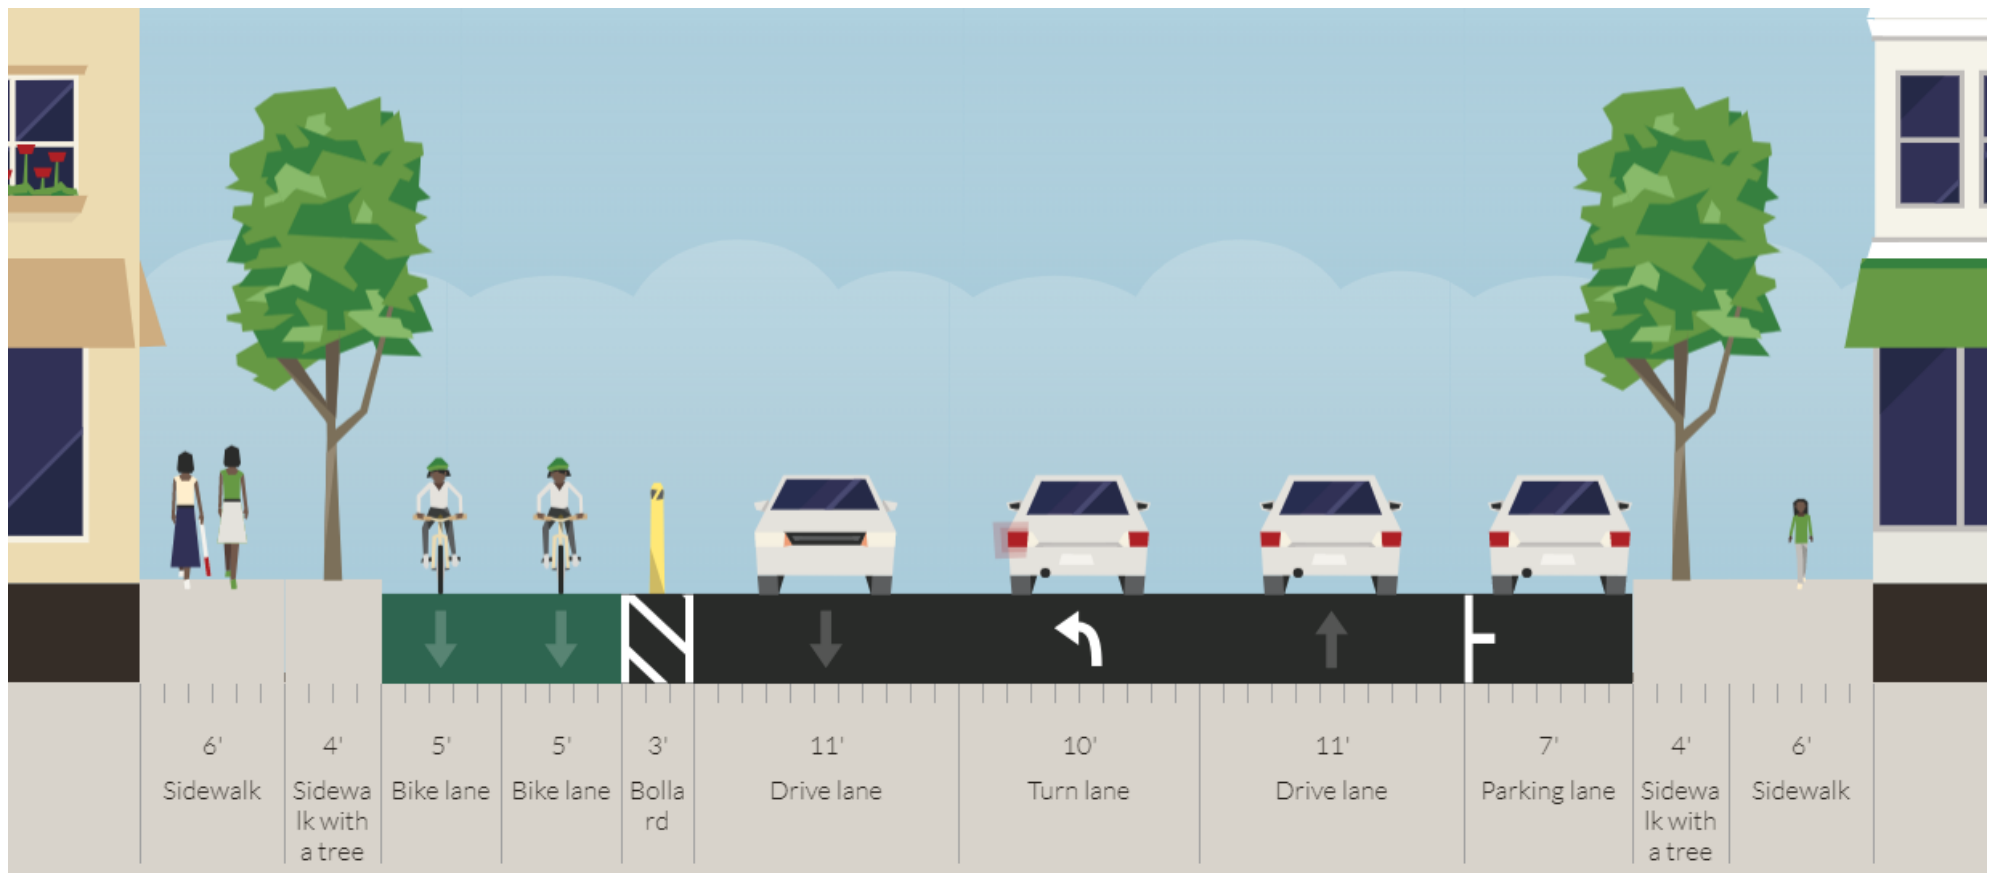 6' 4' 5' 5' 3' 11' 10' 11' 7' 4' 6'
Sidewalk Sidewa Bike lane Bike lane Bolla Drive lane Turn lane Drive lane Parking lane Sidewa Sidewalk
lk with rd lk with
a tree a tree